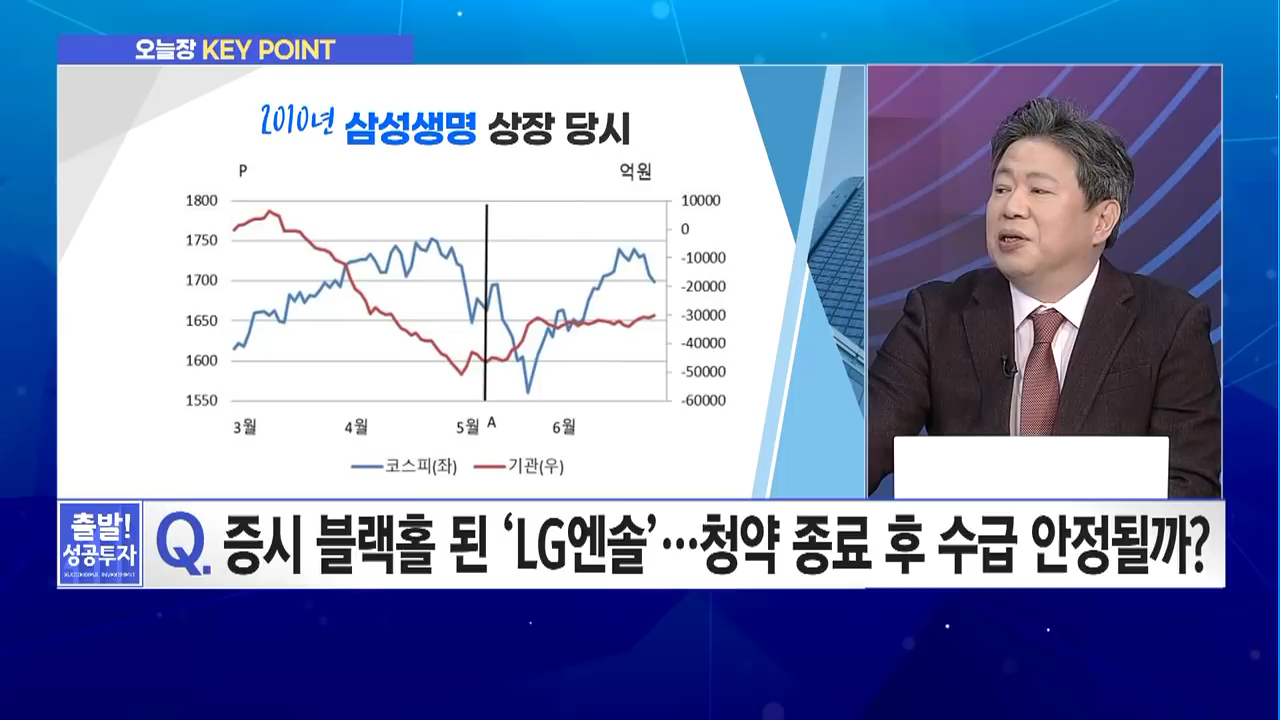 오늘장 KEY POINT
2010년 삼성생명 상장 당시
P 억원
1800 10000
1750 0
1700 -10000
1650 -20000
1600 -30000
1550 -40000
-50000
-60000
3월 4월 5월 A 6월
코스피(좌) 기관(우)
출발!
성공투자
SUCCESSFUL INVESTMENT
Q. 증시 블랙홀 된 ‘LG엔솔’…청약 종료 후 수급 안정될까?